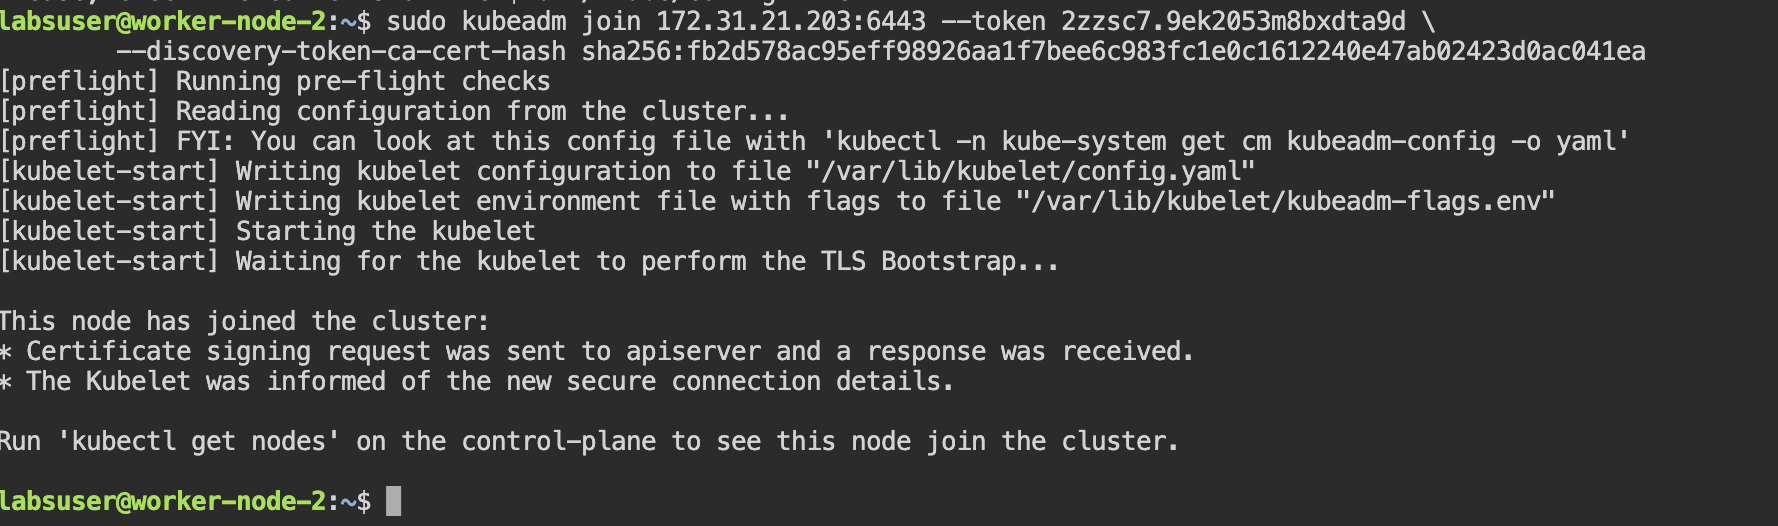 labsuser@worker-node-2:~$ sudo kubeadm join 172.31.21.203:6443 --token 2zzsc7.9ek2053m8bxdta9d \
--discovery-token-ca-cert-hash sha256:fb2d578ac95eff98926aa1f7bee6c983fc1e0c1612240e47ab02423d0ac041ea
[preflight] Running pre-flight checks
[preflight] Reading configuration from the cluster...
[preflight] FYI: You can look at this config file with 'kubectl -n kube-system get cm kubeadm-config -o yaml'
[kubelet-start] Writing kubelet configuration to file "/var/lib/kubelet/config.yaml"
[kubelet-start] Writing kubelet environment file with flags to file "/var/lib/kubelet/kubeadm-flags.env"
[kubelet-start] Starting the kubelet
[kubelet-start] Waiting for the kubelet to perform the TLS Bootstrap...
This node has joined the cluster:
* Certificate signing request was sent to apiserver and a response was received.
* The Kubelet was informed of the new secure connection details.
Run 'kubectl get nodes' on the control-plane to see this node join the cluster.
labsuser@worker-node-2:~$